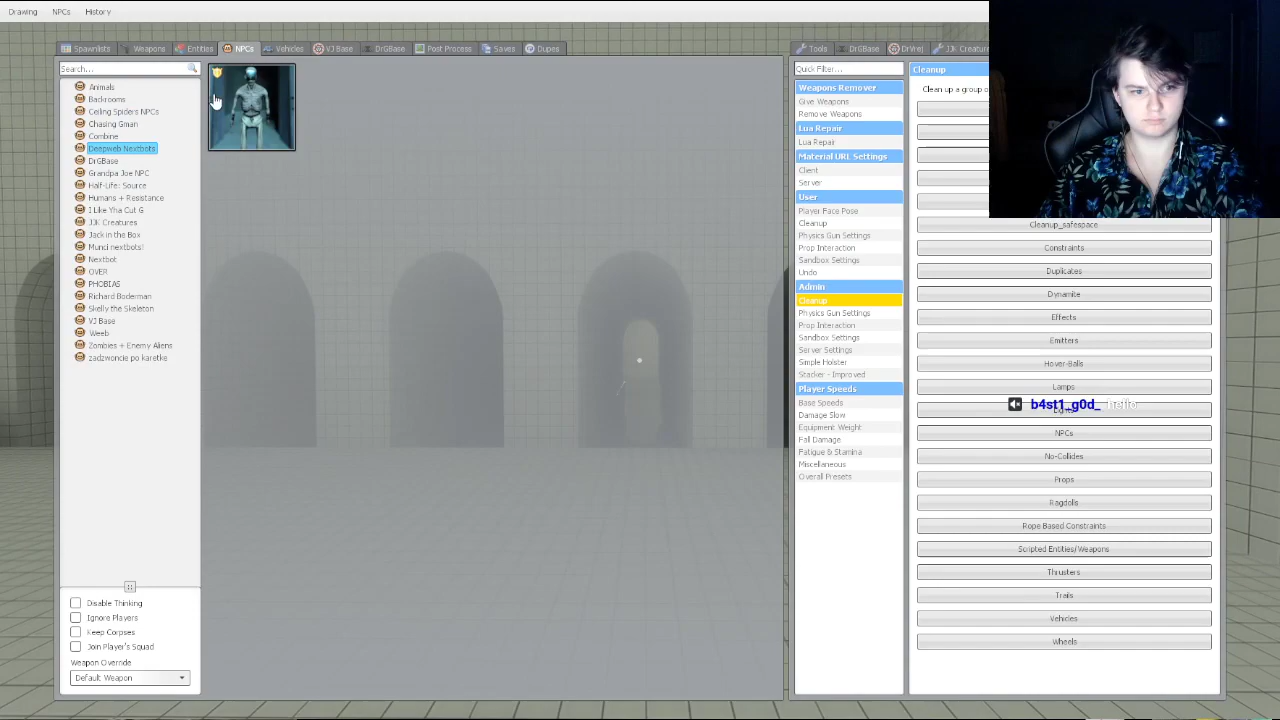 Drawing NPCs History
Spawnlists Weapons Entities NPCs Vehicles VJ Base DrGBase Post Process Saves Dupes
Tools DrGBase DrVrej JJK Creature
Search...
Animals
Backrooms
Ceiling Spiders NPCs
Chasing Gman
Combine
Deepweb Nextbots
DrGBase
Grandpa Joe NPC
Half-Life: Source
Humans + Resistance
I Like Yha Cut G
JJK Creatures
Jack in the Box
Munci nextbots!
Nextbot
OVER
PHOBIAS
Richard Boderman
Skelly the Skeleton
VJ Base
Weeb
Zombies + Enemy Aliens
zadzwoncie po karetke
Disable Thinking
Ignore Players
Keep Corpses
Join Player's Squad
Weapon Override
Default Weapon
Quick Filter...
Weapons Remover
Give Weapons
Remove Weapons
Lua Repair
Lua Repair
Material URL Settings
Client
Server
User
Player Face Pose
Cleanup
Physics Gun Settings
Prop Interaction
Sandbox Settings
Undo
Admin
Cleanup
Physics Gun Settings
Prop Interaction
Sandbox Settings
Server Settings
Simple Hoister
Stacker - Improved
Player Speeds
Base Speeds
Damage Slow
Equipment Weight
Fall Damage
Fatigue & Stamina
Miscellaneous
Overall Presets
Cleanup
Clean up a group o
Cleanup_safespace
Constraints
Duplicates
Dynamite
Effects
Emitters
Hover-Balls
Lamps
b4st1_g0d_ hello
NPCs
No-Collides
Props
Ragdolls
Rope Based Constraints
Scripted Entities/Weapons
Thrusters
Trails
Vehicles
Wheels